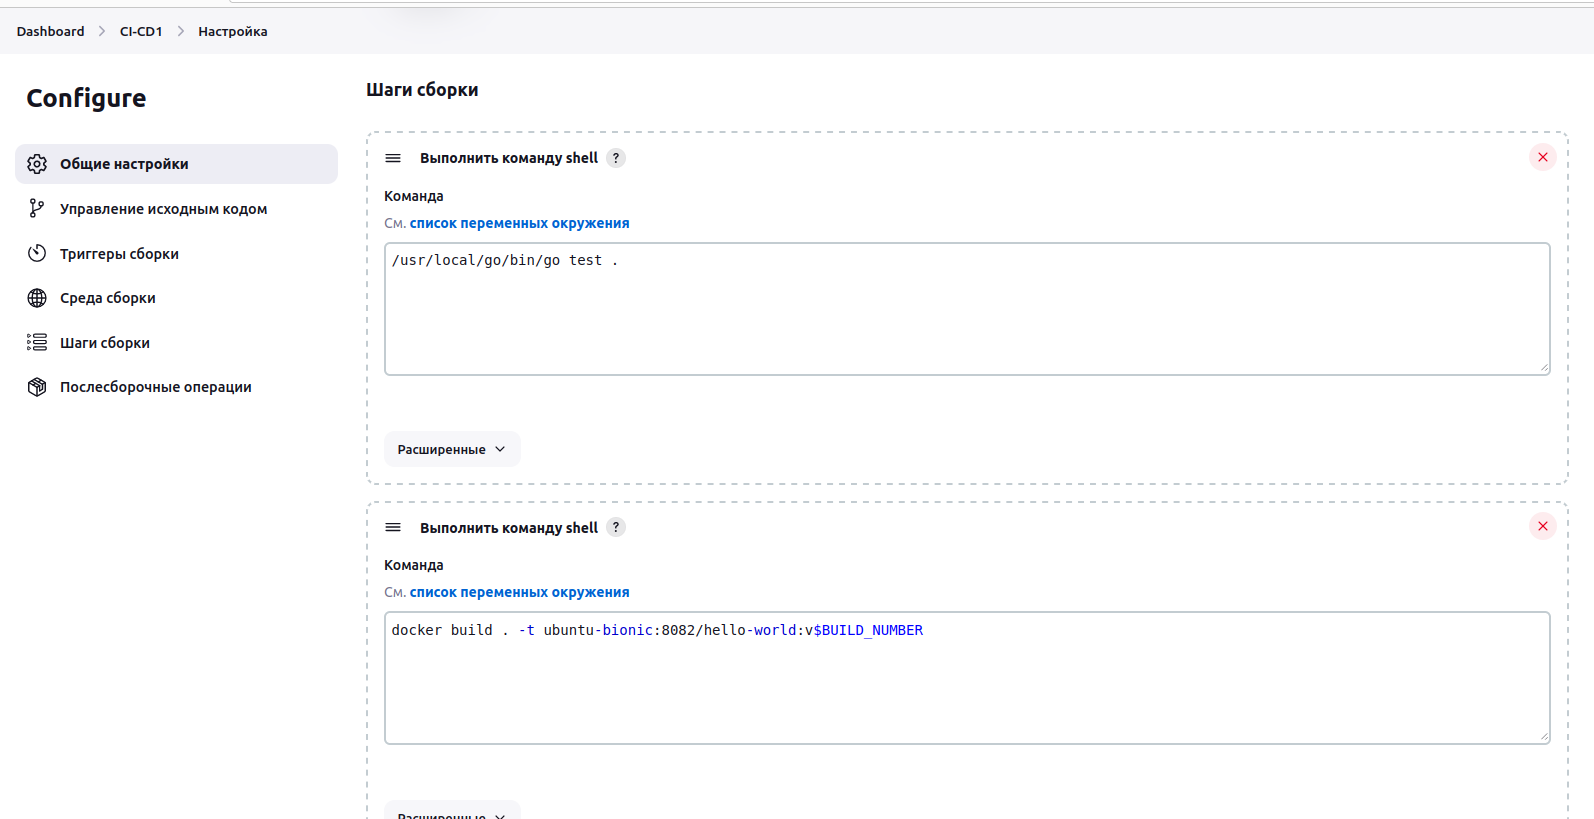 Dashboard > CI-CD1 > Настройка
Configure
Общие настройки
Управление исходным кодом
Триггеры сборки
Среда сборки
Шаги сборки
Послесборочные операции
Шаги сборки
Выполнить команду shell ?
Команда
См. список переменных окружения
/usr/local/go/bin/go test .
Расширенные
Выполнить команду shell ?
Команда
См. список переменных окружения
docker build . -t ubuntu-bionic:8082/hello-world:v$BUILD_NUMBER
Расширенные